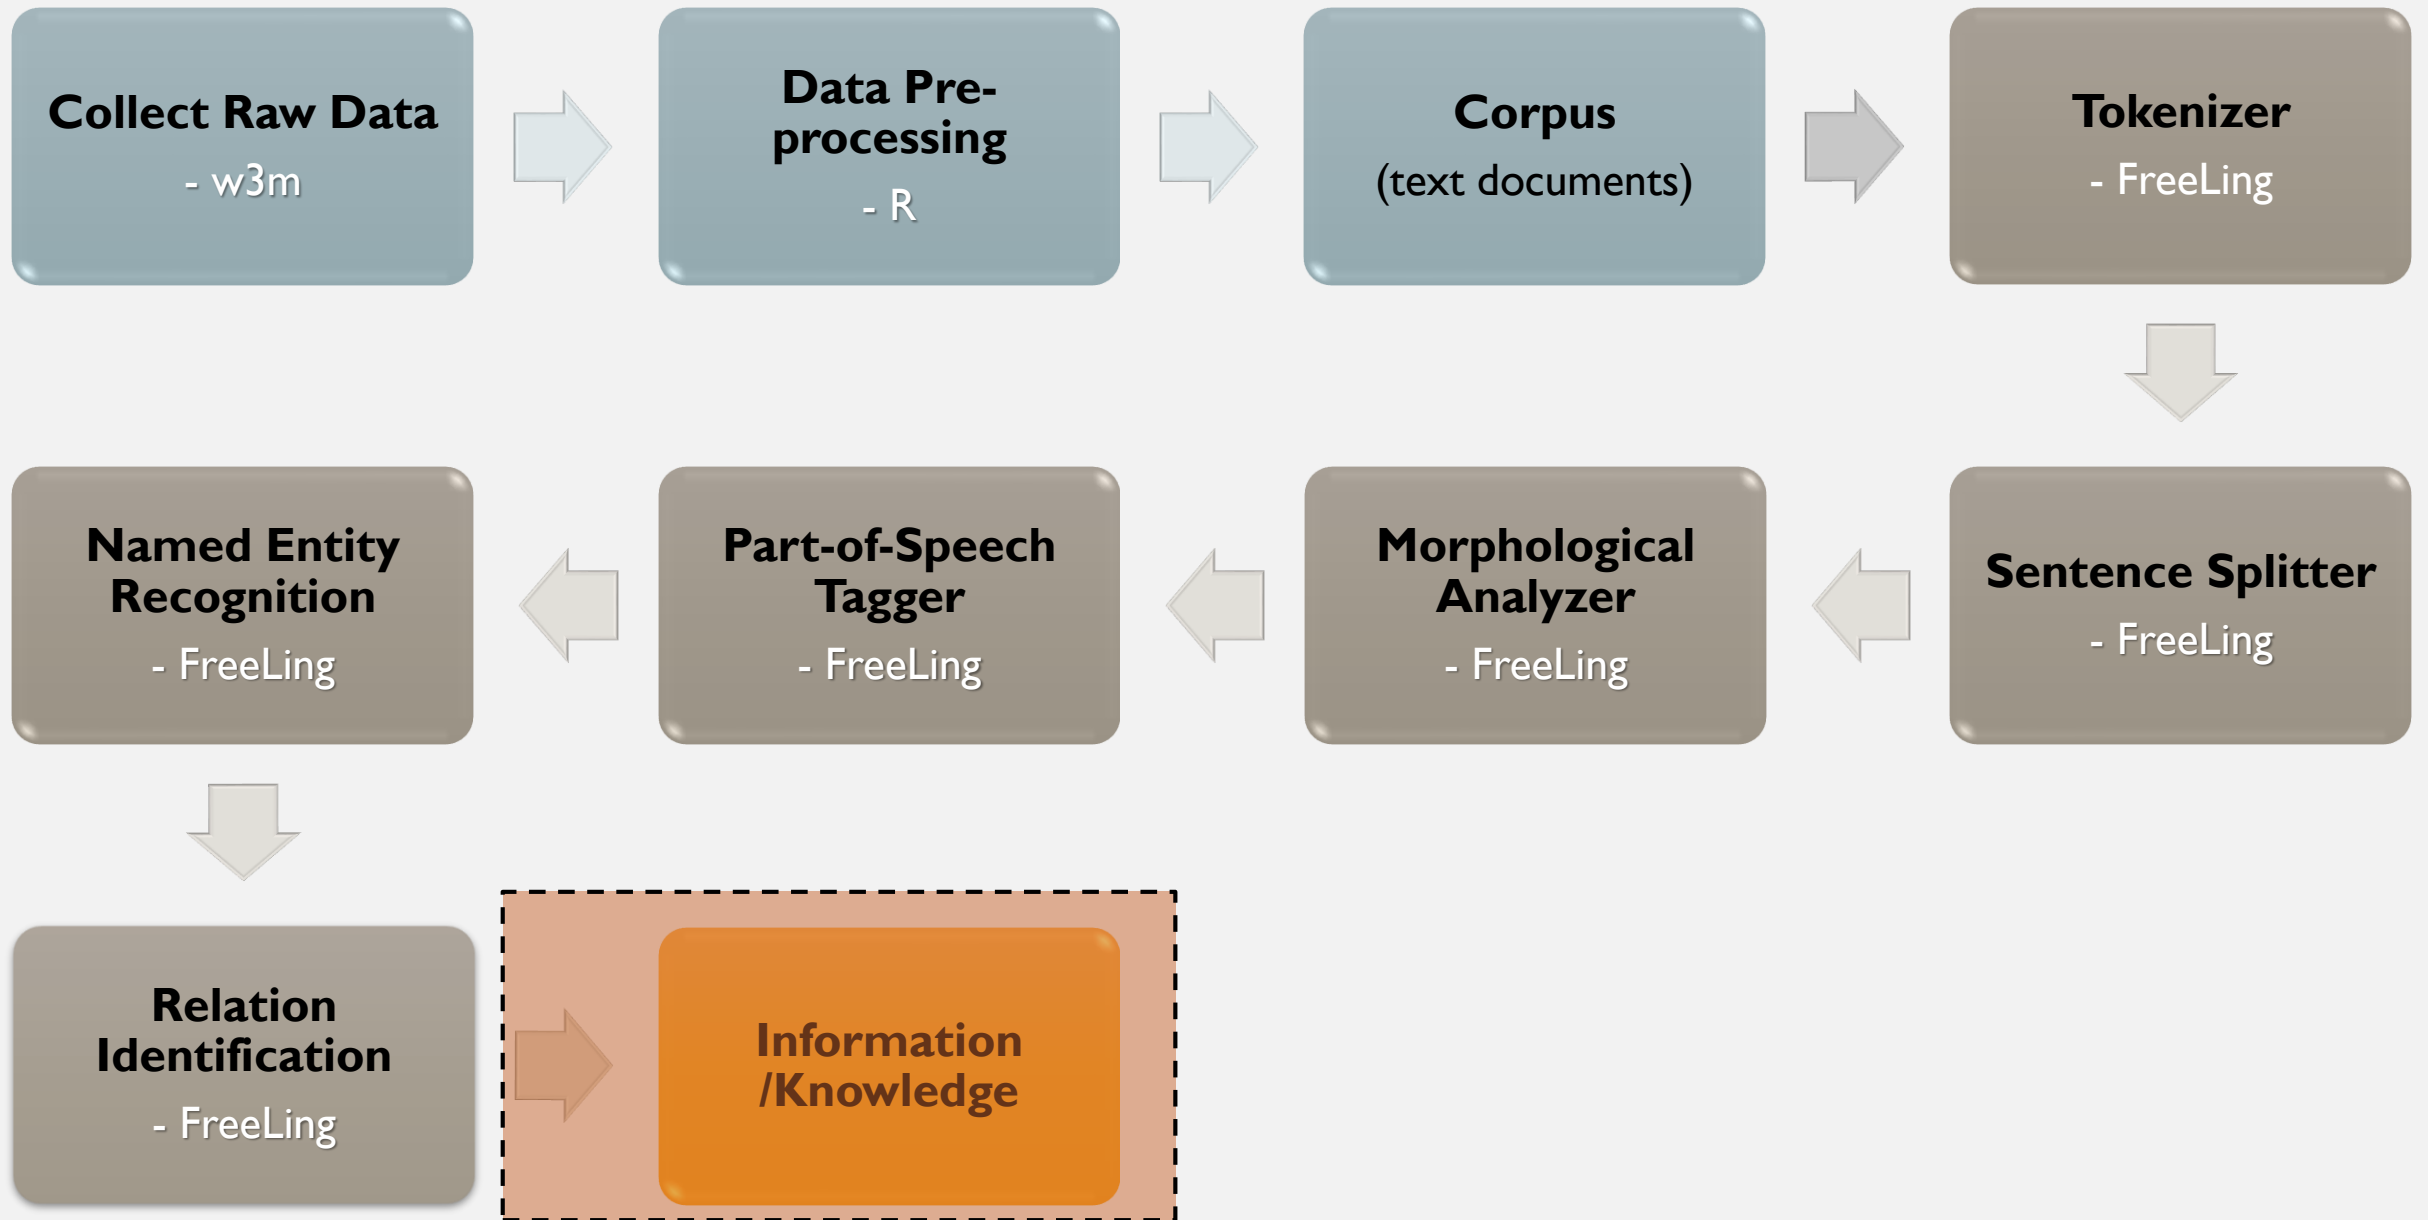 Collect Raw Data
- w3m
Data Pre-
processing
- R
Corpus
(text documents)
Tokenizer
- FreeLing
Sentence Splitter
- FreeLing
Morphological
Analyzer
- FreeLing
Part-of-Speech
Tagger
- FreeLing
Named Entity
Recognition
- FreeLing
Relation
Identification
- FreeLing
Information
/Knowledge